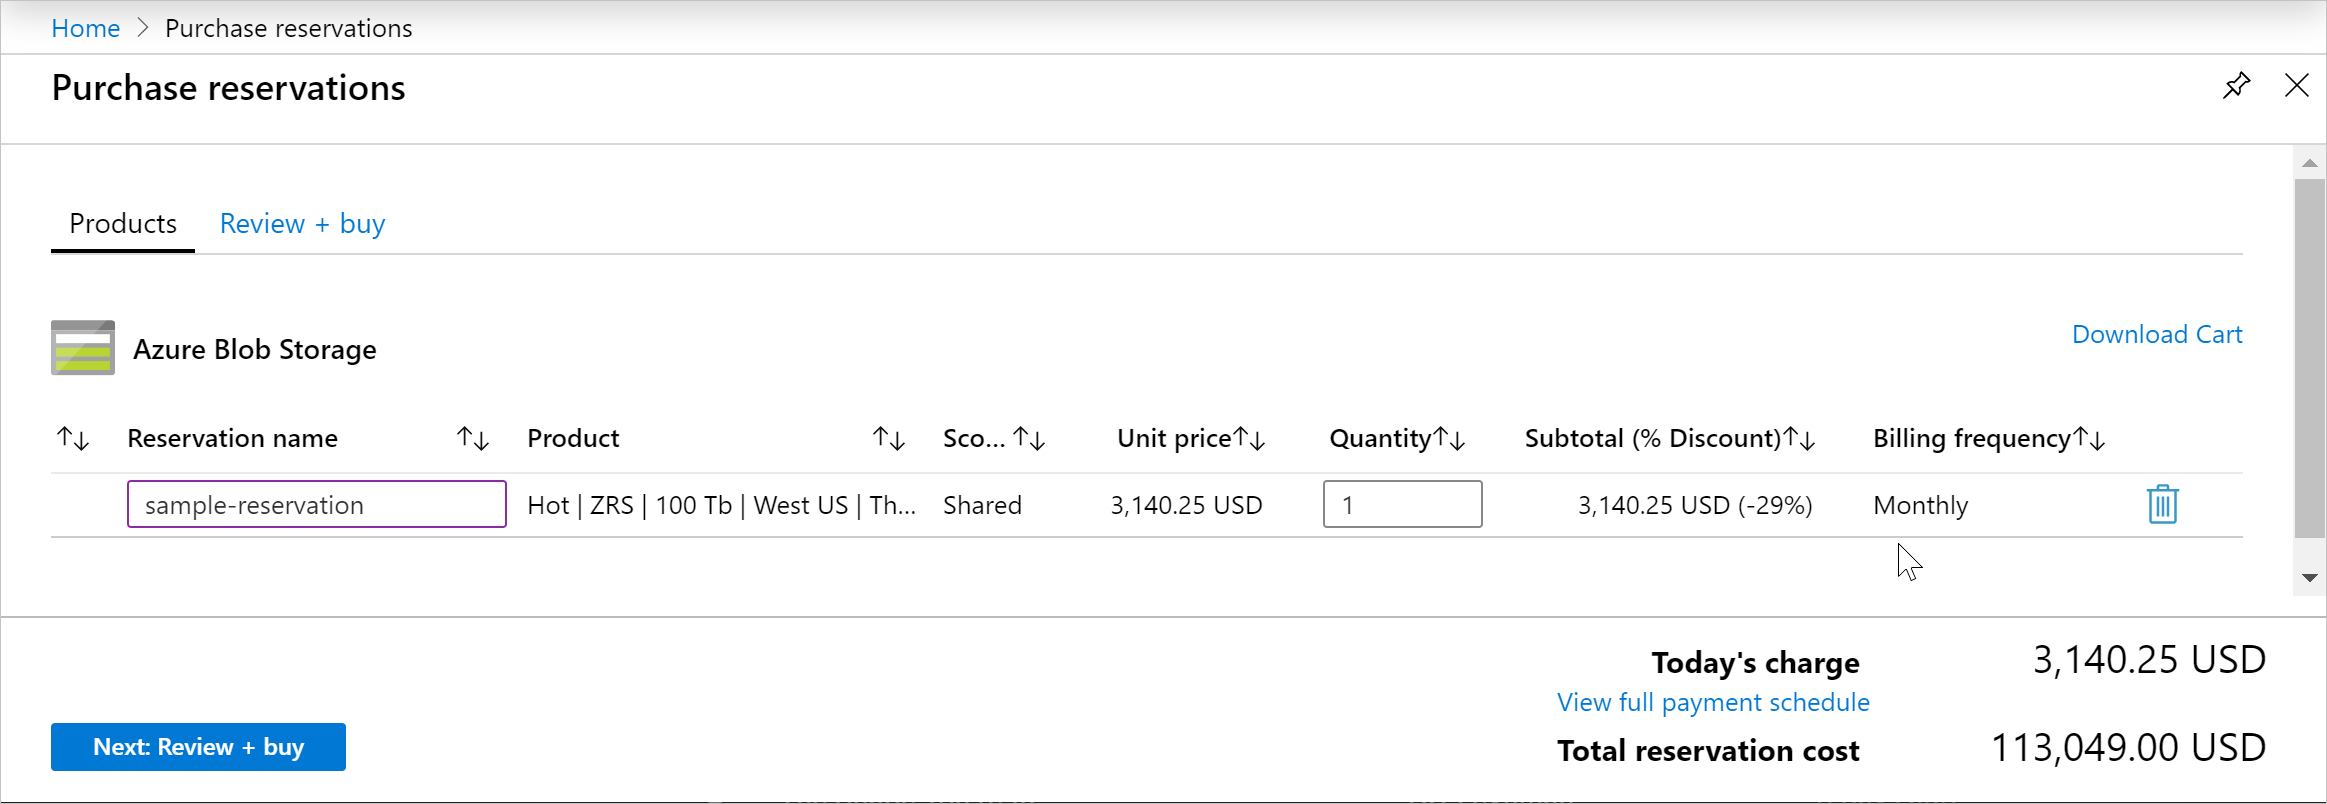 Home > Purchase reservations
Purchase reservations
Products Review + buy
Azure Blob Storage
Download Cart
↑↓ Reservation name ↑↓ Product ↑↓ Sco... ↑↓ Unit price↑↓ Quantity↑↓ Subtotal (% Discount)↑↓ Billing frequency↑↓
sample-reservation Hot | ZRS | 100 Tb | West US | Th... Shared 3,140.25 USD 1 3,140.25 USD (-29%) Monthly
Today's charge 3,140.25 USD
View full payment schedule
Next: Review + buy
Total reservation cost 113,049.00 USD